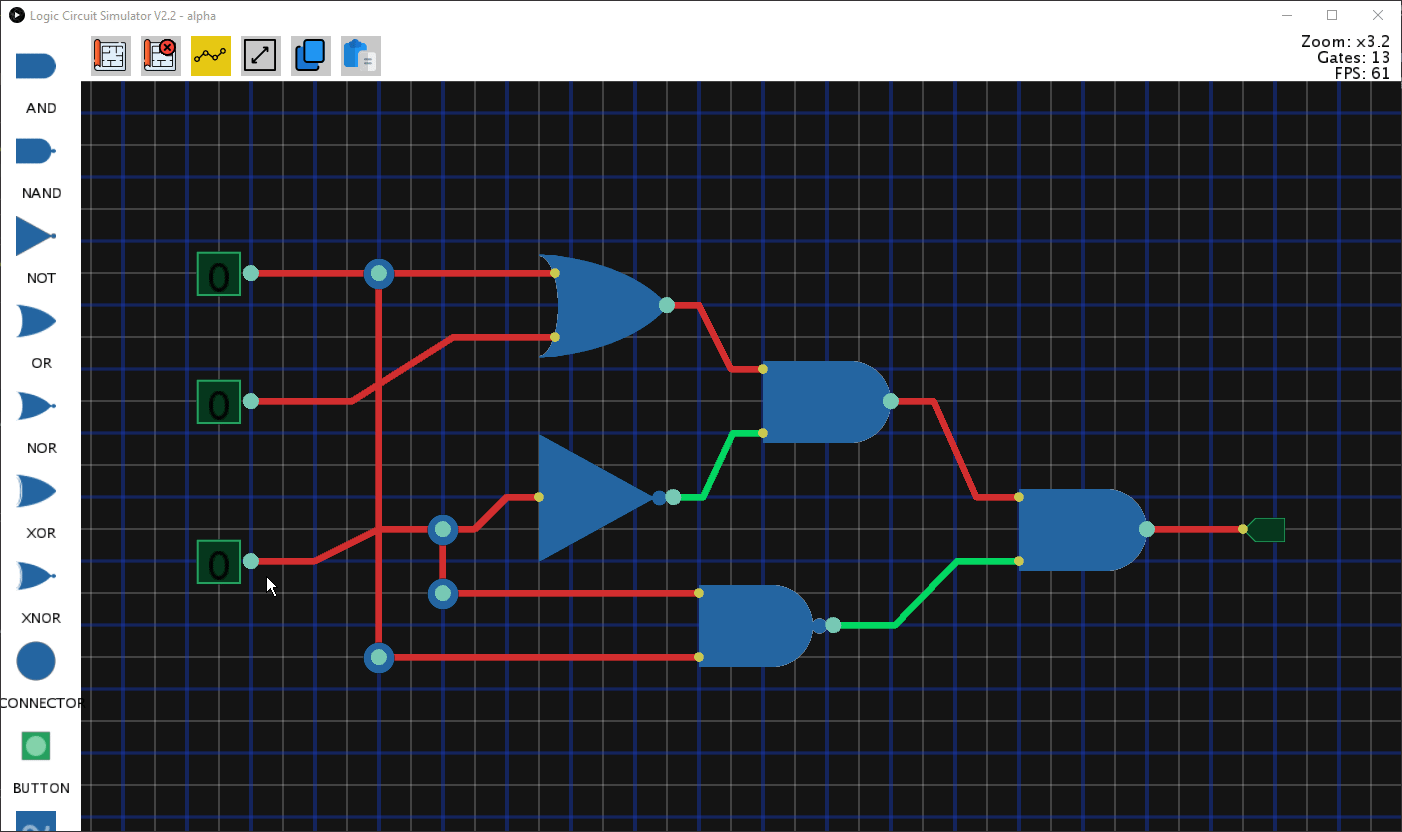 Logic Circuit Simulator V2.2 - alpha
Zoom: x3.2
Gates: 13
FPS: 61
AND
NAND
NOT
OR
NOR
XOR
XNOR
CONNECTOR
BUTTON
0
0
0